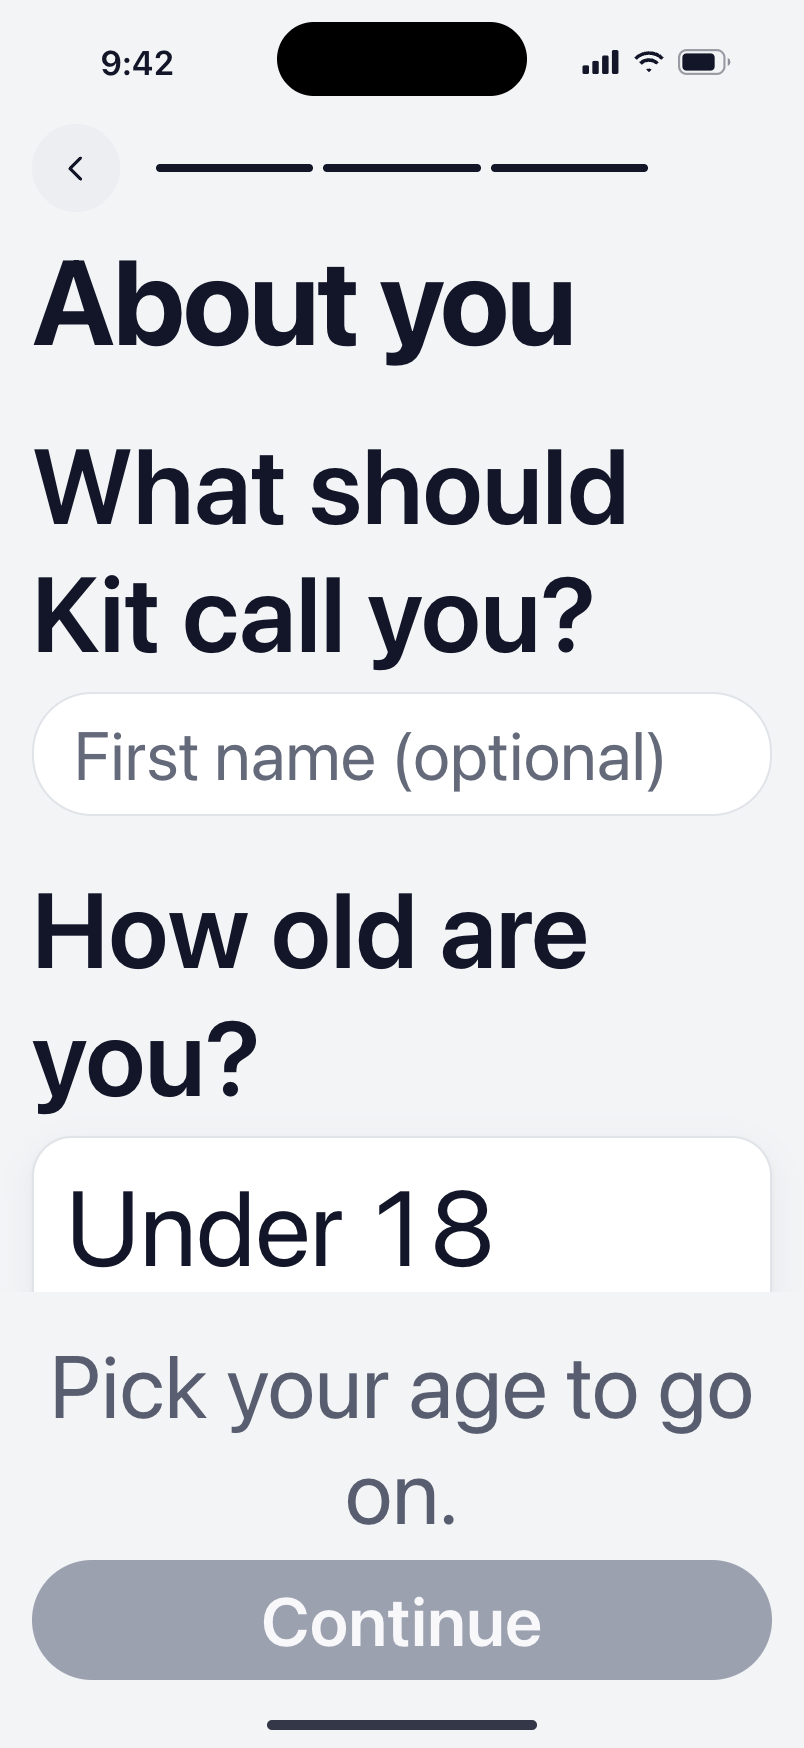 9:42
About you
What should
Kit call you?
First name (optional)
How old are
you?
Under 18
Pick your age to go
on.
Continue